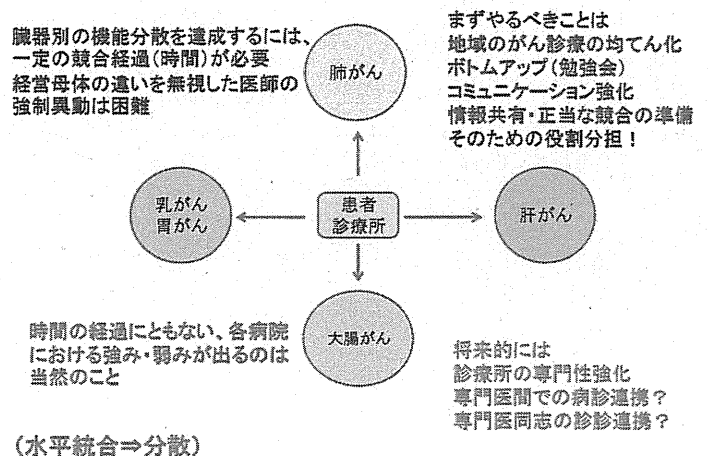 臓器別の機能分散を達成するには、
一定の競合経過(時間)が必要
経営母体の違いを無視した医師の
強制異動は困難
まずやるべきことは
地域のがん診療の均てん化
ボトムアップ(勉強会)
コミュニケーション強化
情報共有・正当な競合の準備
そのための役割分担!
肺がん
乳がん
胃がん
患者
診療所
肝がん
大腸がん
時間の経過にともない、各病院
における強み・弱みが出るのは
当然のこと
将来的には
診療所の専門性強化
専門医間での病診連携?
専門医同志の診診連携?
(水平統合⇒分散)